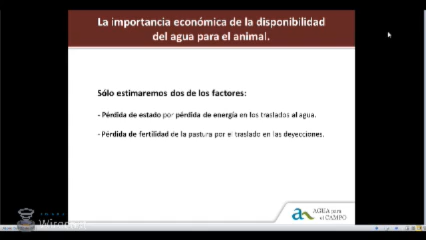 La importancia económica de la disponibilidad
del agua para el animal.
Sólo estimaremos dos de los factores:
- Pérdida de estado por pérdida de energía en los traslados al agua.
- Pérdida de fertilidad de la pastura por el traslado en las deyecciones.
AGUA para
el CAMPO